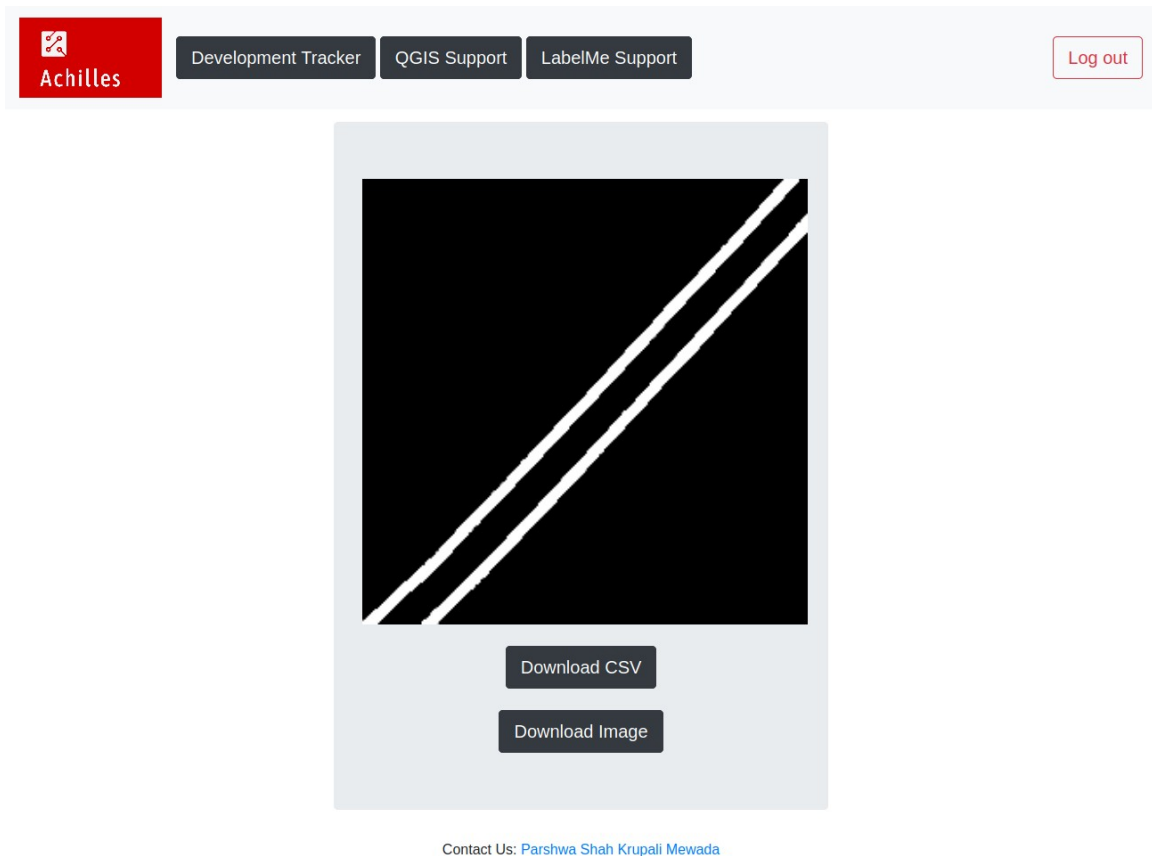 Achilles
Development Tracker QGIS Support LabelMe Support Log out
Download CSV
Download Image
Contact Us: Parshwa Shah Krupali Mewada